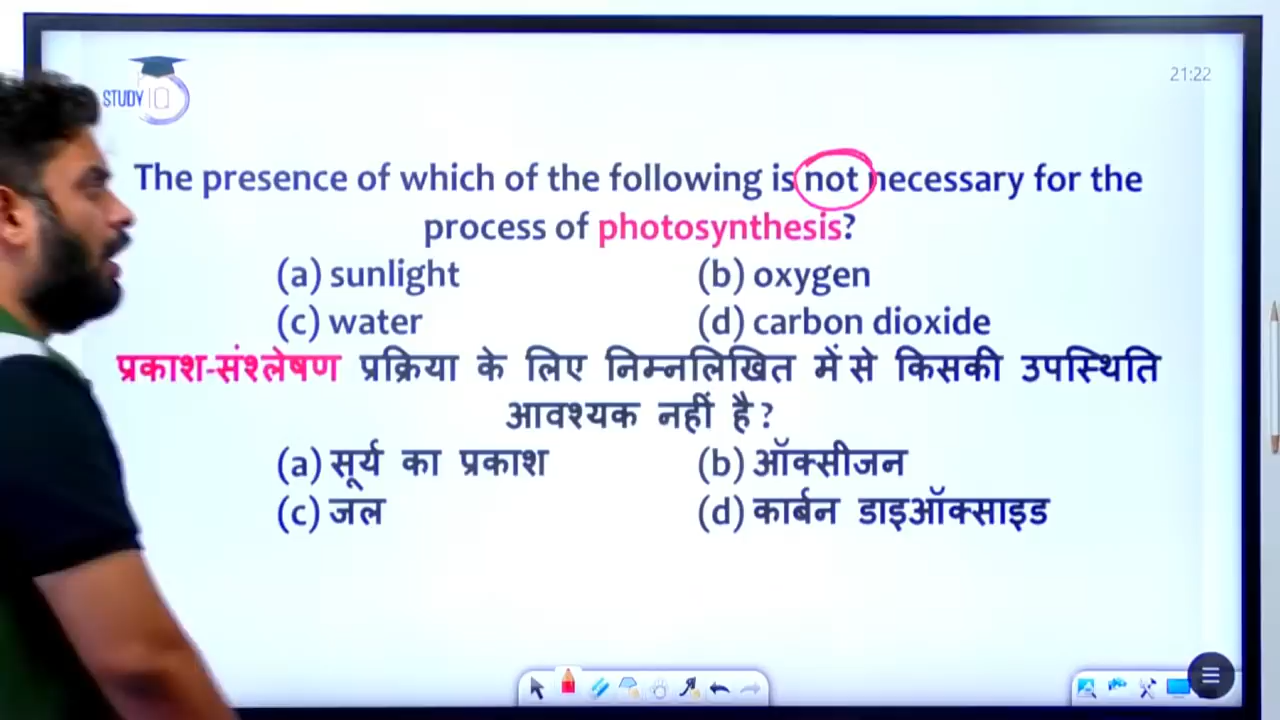 STUDY IQ
21:22
The presence of which of the following is not necessary for the
process of photosynthesis?
(a) sunlight (b) oxygen
(c) water (d) carbon dioxide
प्रकाश-संश्लेषण प्रक्रिया के लिए निम्नलिखित में से किसकी उपस्थिति
आवश्यक नहीं है?
(a) सूर्य का प्रकाश (b) ऑक्सीजन
(c) जल (d) कार्बन डाइऑक्साइड